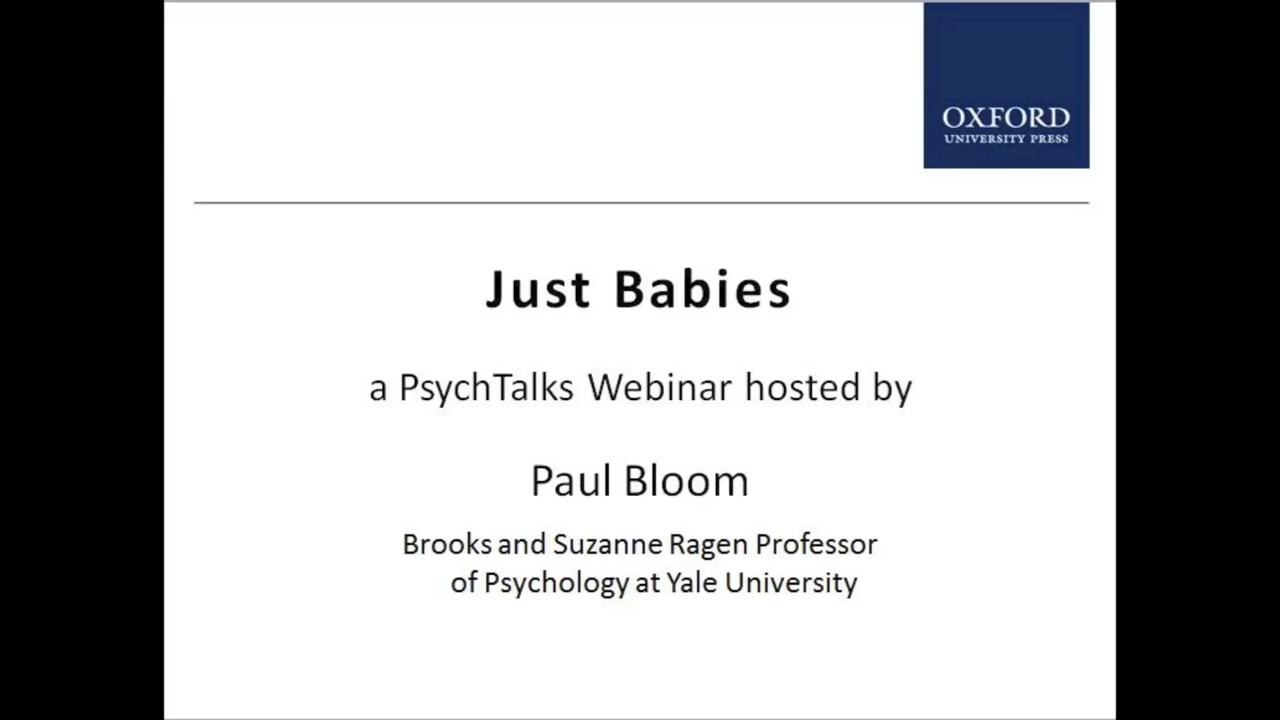 OXFORD
UNIVERSITY PRESS
Just Babies
a PsychTalks Webinar hosted by
Paul Bloom
Brooks and Suzanne Ragen Professor
of Psychology at Yale University